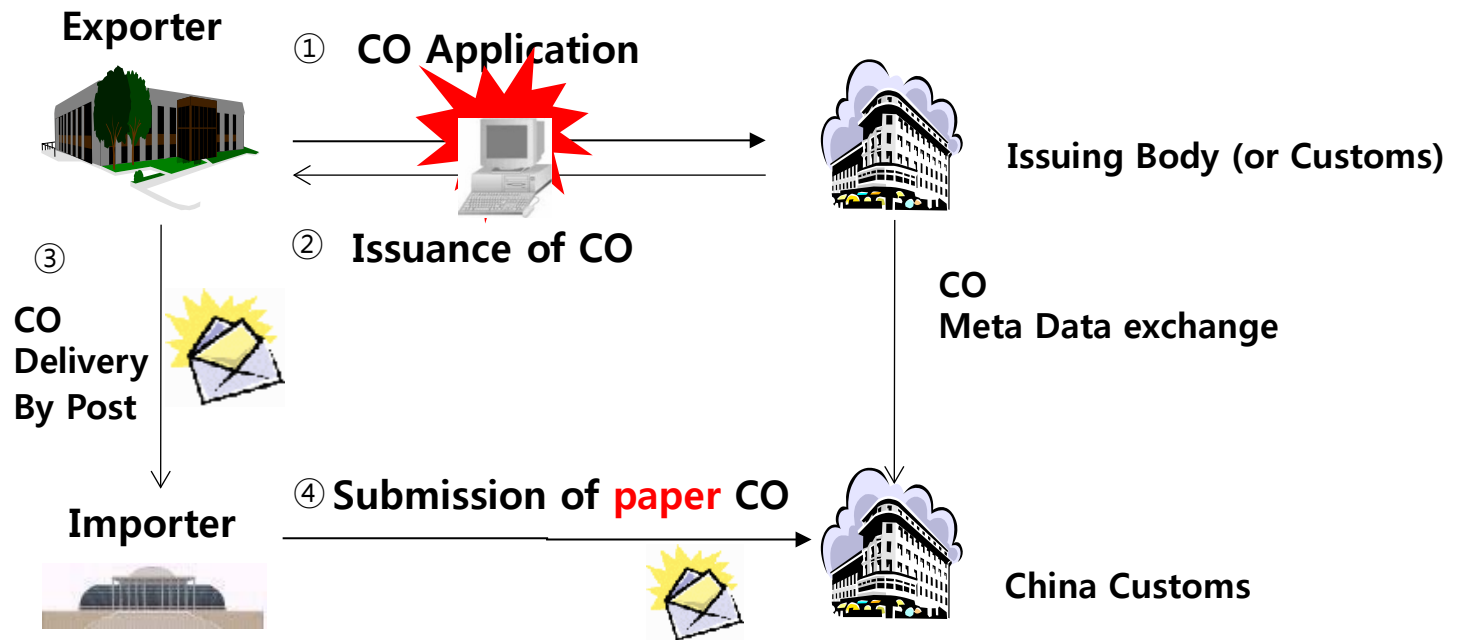 Exporter
① CO Application
Issuing Body (or Customs)
② Issuance of CO
③
CO
Delivery
By Post
CO
Meta Data exchange
④ Submission of paper CO
Importer
China Customs